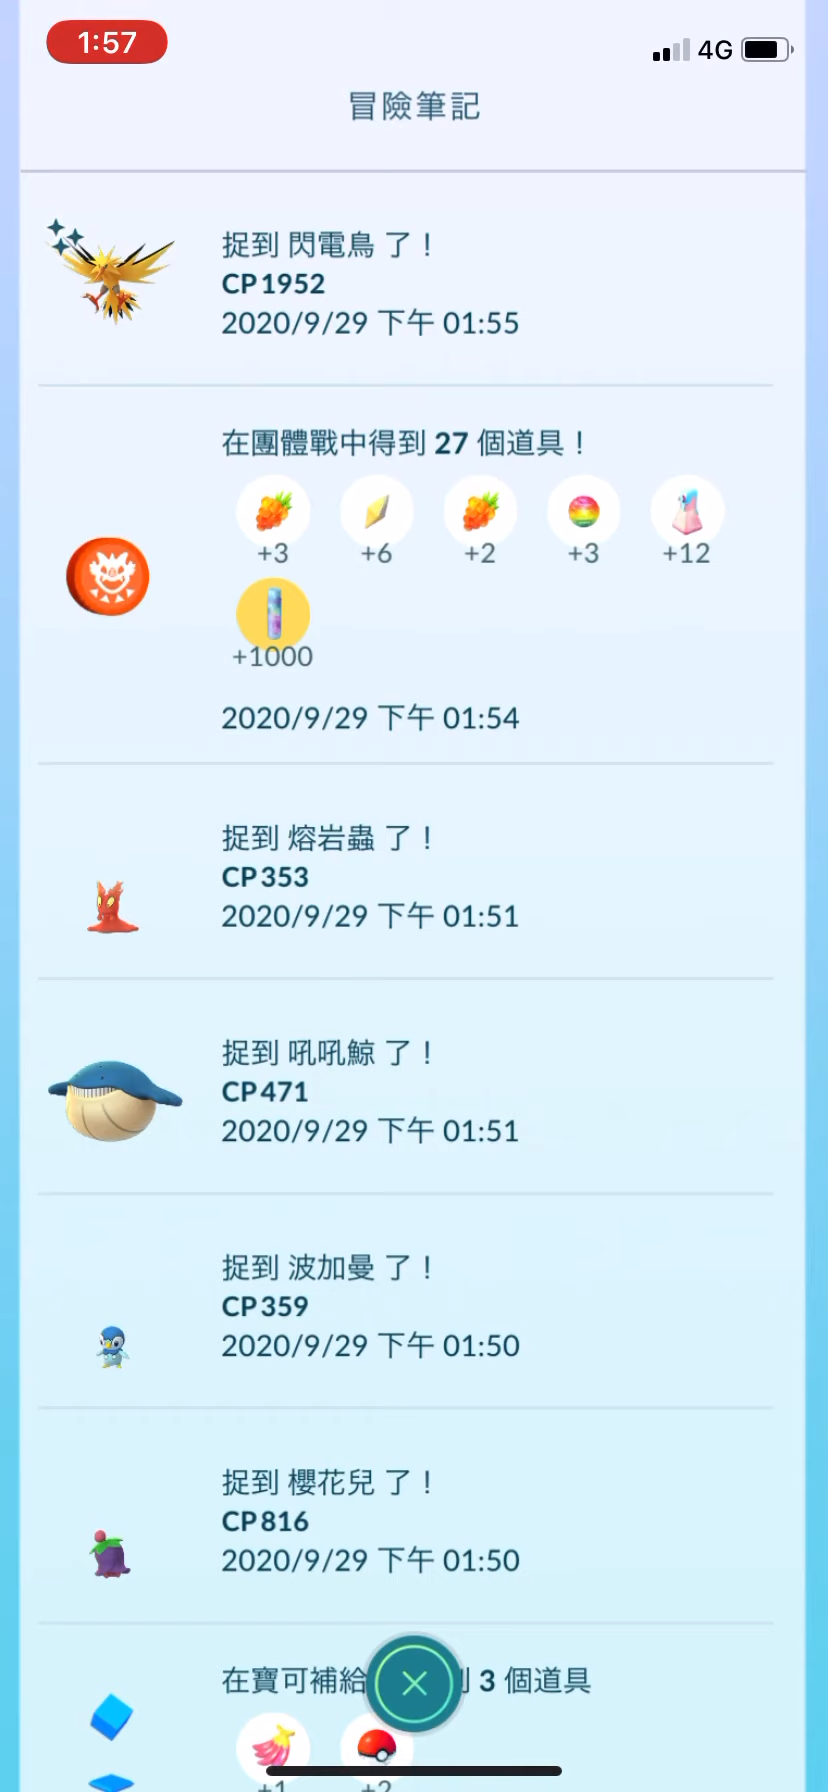 1:57
4G
冒險筆記
捉到 閃電鳥 了！
CP1952
2020/9/29 下午 01:55
在團體戰中得到 27 個道具！
+3 +6 +2 +3 +12
+1000
2020/9/29 下午 01:54
捉到 熔岩蟲 了！
CP353
2020/9/29 下午 01:51
捉到 吼吼鯨 了！
CP471
2020/9/29 下午 01:51
捉到 波加曼 了！
CP359
2020/9/29 下午 01:50
捉到 櫻花兒 了！
CP816
2020/9/29 下午 01:50
在寶可補給 3 個道具
+1 +2